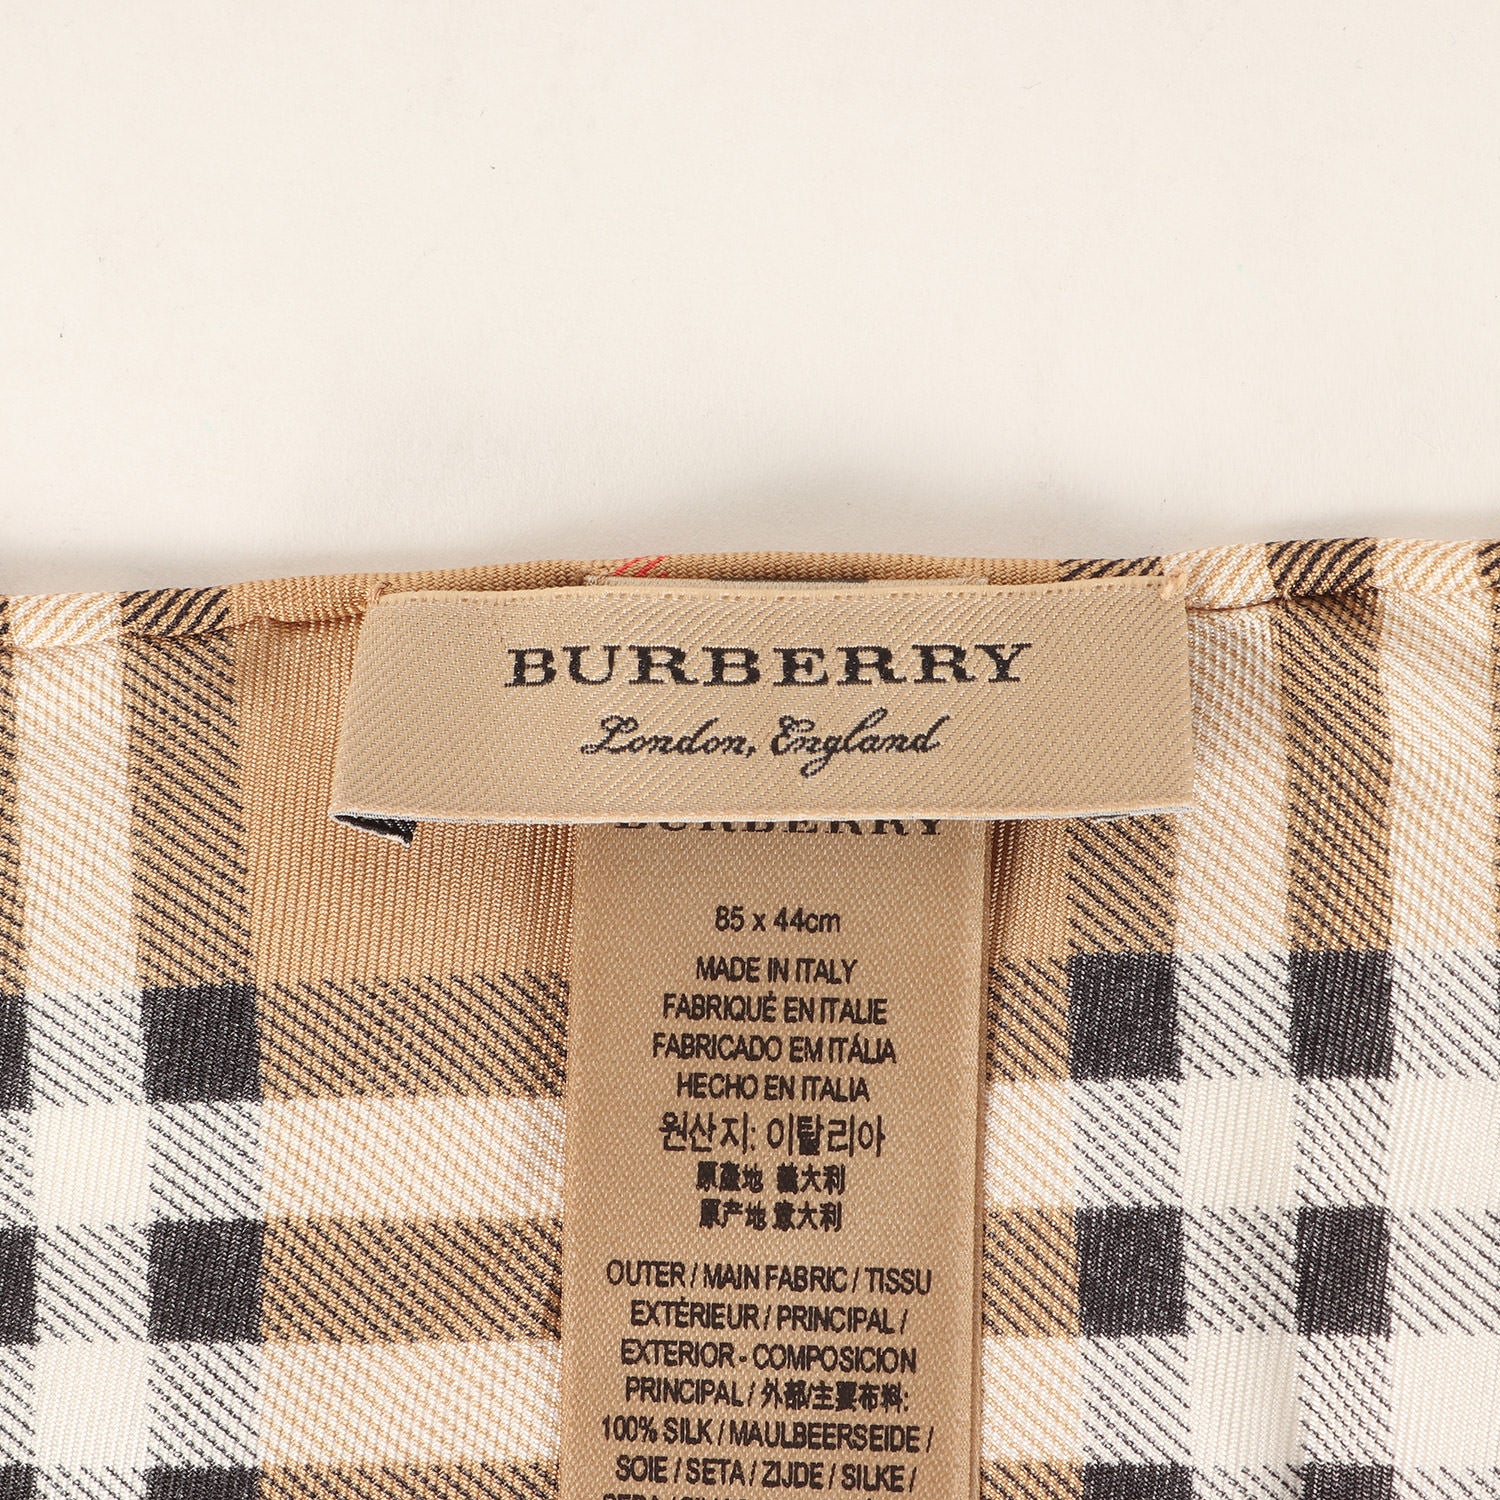 BURBERRY
London, England
BURBERRY
85 x 44cm
MADE IN ITALY
FABRIQUÉ EN ITALIE
FABRICADO EM ITÁLIA
HECHO EN ITALIA
원산지: 이탈리아
原產地 義大利
原产地 意大利
OUTER / MAIN FABRIC / TISSU
EXTÉRIEUR / PRINCIPAL /
EXTERIOR - COMPOSICION
PRINCIPAL / 外部/主要布料:
100% SILK / MAULBEERSEIDE /
SOIE / SETA / ZIJDE / SILKE /